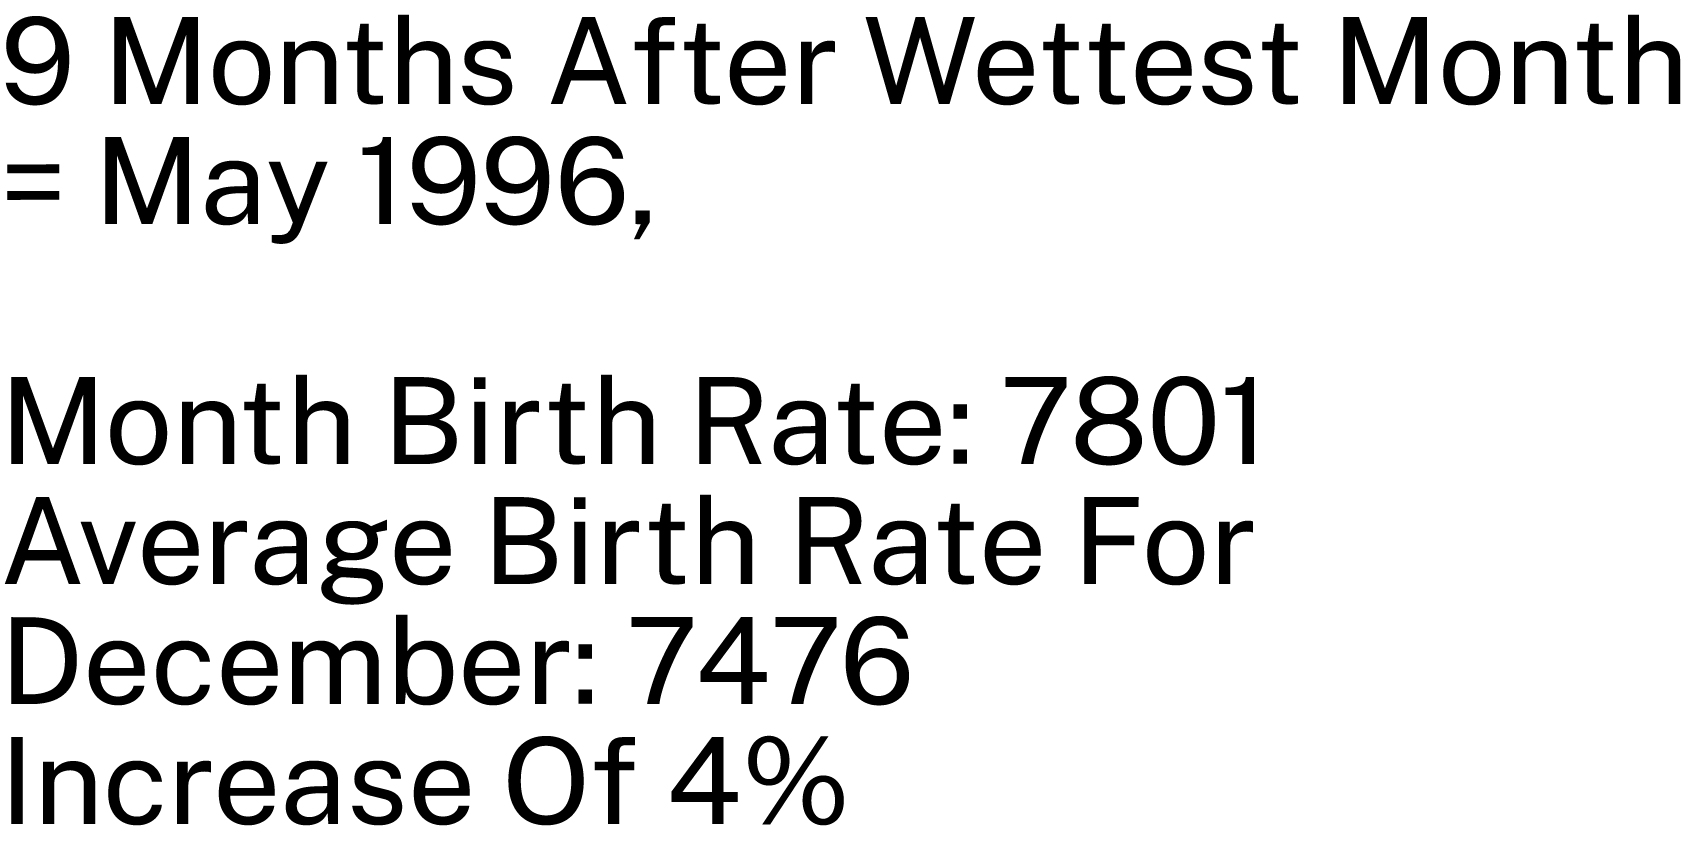 9 Months After Wettest Month
= May 1996,
Month Birth Rate: 7801
Average Birth Rate For
December: 7476
Increase Of 4%